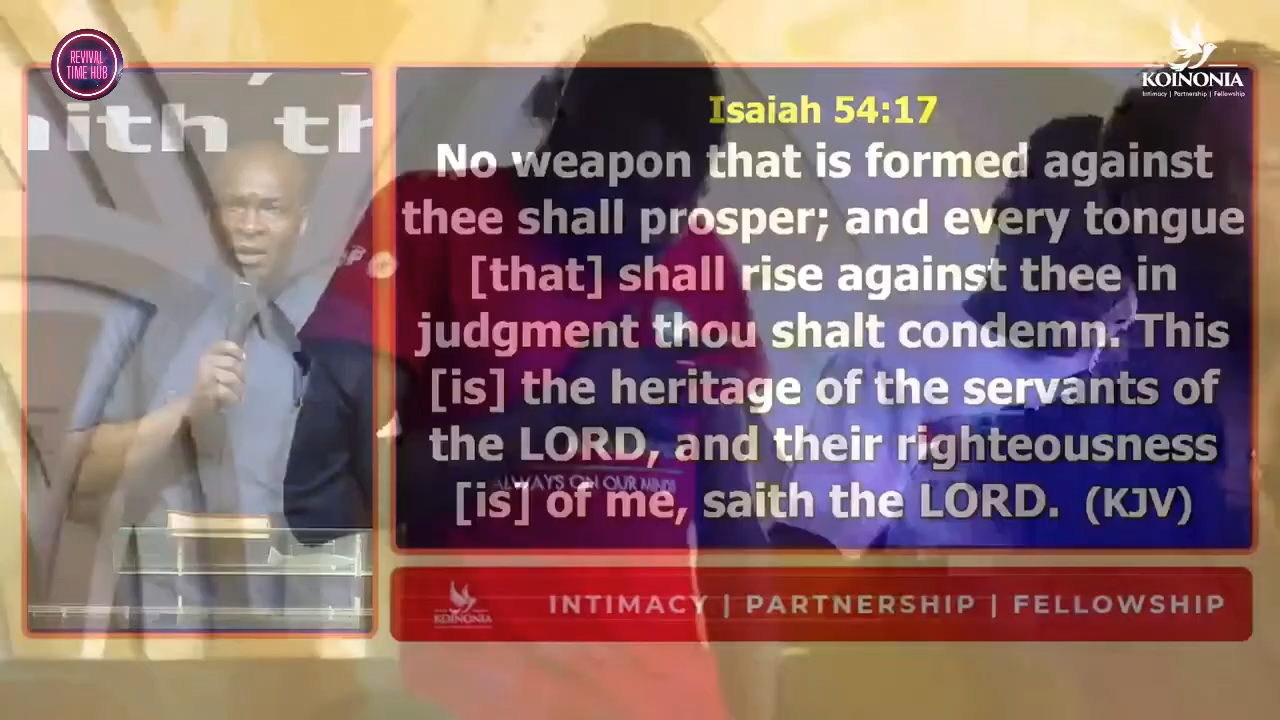 REVIVAL
TIME HUB
KOINONIA
Intimacy | Partnership | Fellowship
aith th
Isaiah 54:17
No weapon that is formed against
thee shall prosper; and every tongue
[that] shall rise against thee in
judgment thou shalt condemn. This
[is] the heritage of the servants of
the LORD, and their righteousness
[is] of me, saith the LORD. (KJV)
ALWAYS ON OUR MINDS
KOINONIA
INTIMACY | PARTNERSHIP | FELLOWSHIP